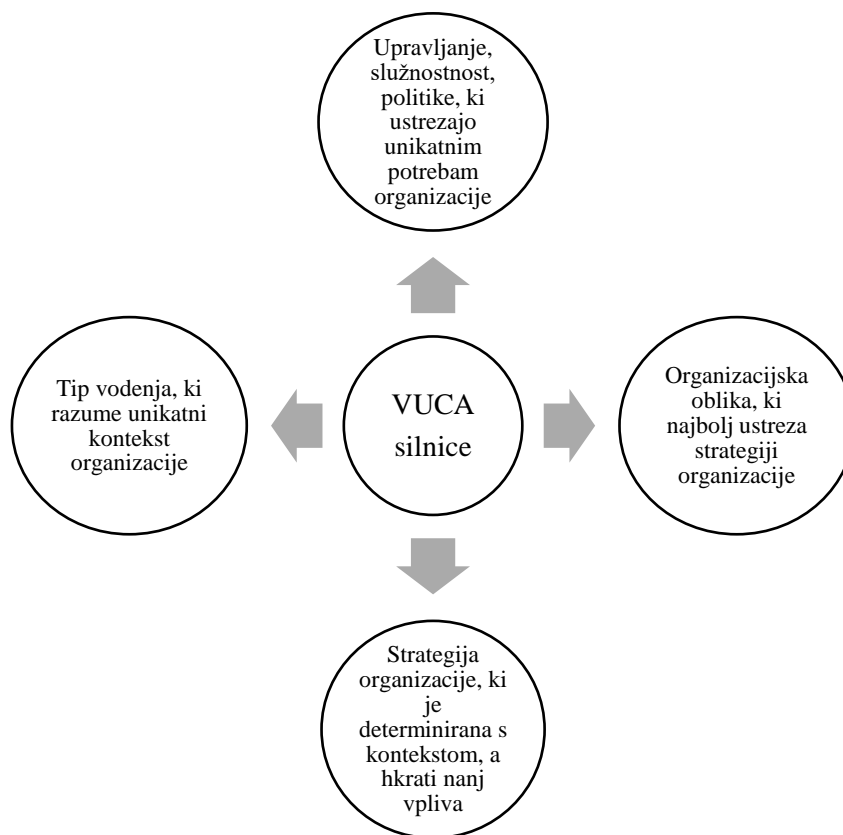 Upravljanje,
služnostnost,
politike, ki
ustrezajo
unikatnim
potrebam
organizacije
Tip vodenja, ki
razume unikatni
kontekst
organizacije
VUCA
silnice
Organizacijska
oblika, ki
najbolj ustreza
strategiji
organizacije
Strategija
organizacije, ki
je
determinirana s
kontekstom, a
hkrati nanj
vpliva